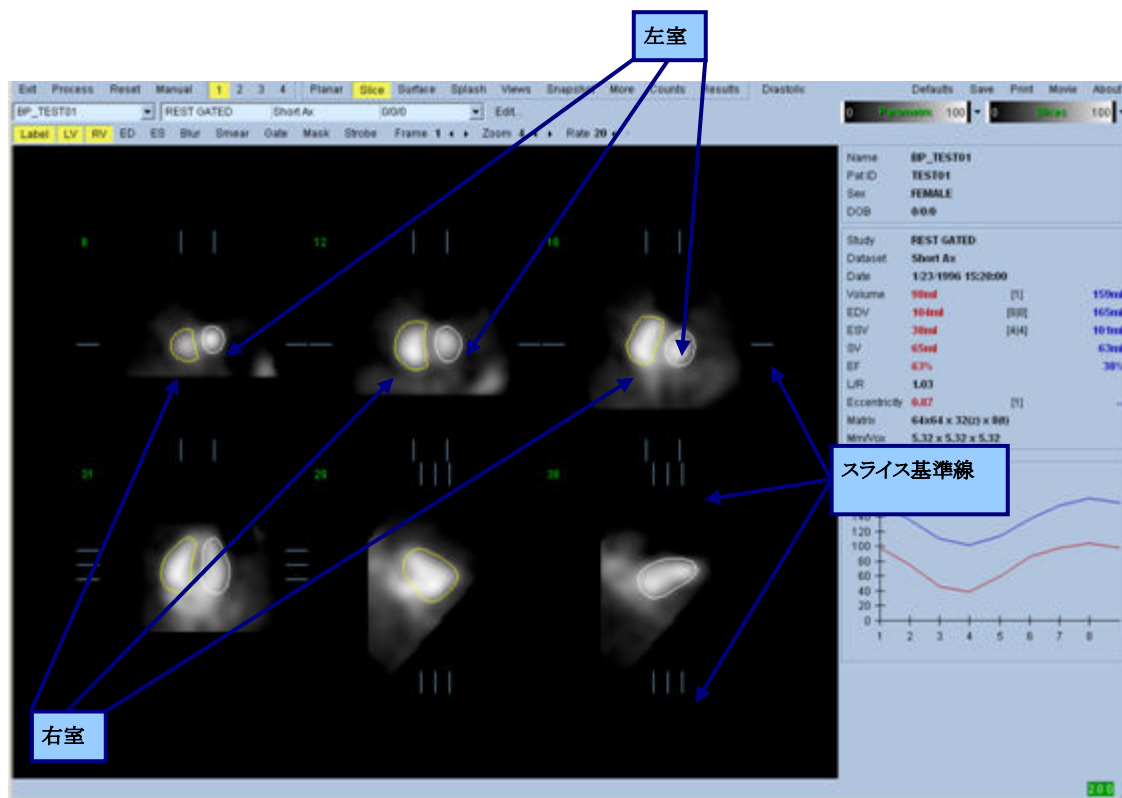 左室
Exit Process Reset Manual 1 2 3 4 Planar Slice Surface Splash Views Snapshot More Counts Results Diastolic Defaults Save Print Movie About
BP_TEST01 REST GATED Short Ax 0/0/0 Edit...
0 Parametric 100 0 Slices 100
Label LV RV ED ES Blur Smear Gate Mask Strobe Frame 1 Zoom 4 Rate 20
Name BP_TEST01
Pat ID TEST01
Sex FEMALE
DOB 0/0/0
8 12 16
Study REST GATED
Dataset Short Ax
Date 1/23/1996 15:20:00
Volume 98ml [1] 159ml
EDV 104ml [8|8] 165ml
ESV 38ml [4|4] 101ml
SV 65ml 63ml
EF 63% 38%
L/R 1.03
Eccentricity 0.87 [1]
Matrix 64x64 x 32(z) x 8(t)
Mm/Vox 5.32 x 5.32 x 5.32
スライス基準線
31 29 38
140
120
100
80
60
40
20
0
1 2 3 4 5 6 7 8
右室
2 0 0